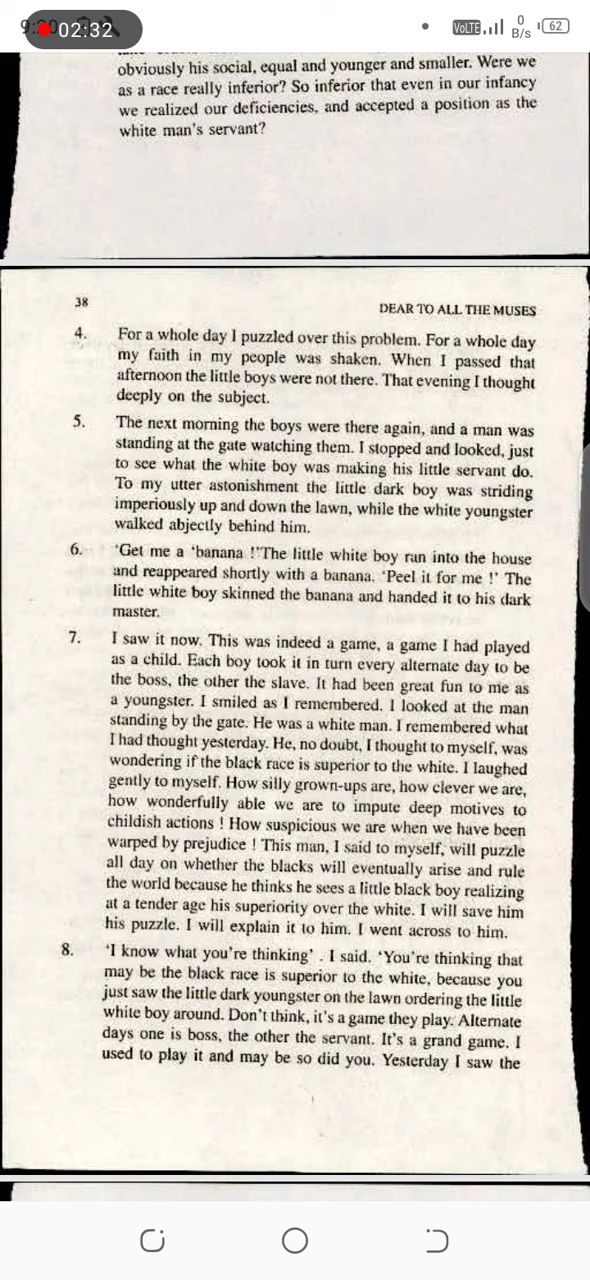 02:32
VoLTE
0
B/s
62
obviously his social, equal and younger and smaller. Were we
as a race really inferior? So inferior that even in our infancy
we realized our deficiencies, and accepted a position as the
white man's servant?
38
DEAR TO ALL THE MUSES
4. For a whole day I puzzled over this problem. For a whole day
my faith in my people was shaken. When I passed that
afternoon the little boys were not there. That evening I thought
deeply on the subject.
5. The next morning the boys were there again, and a man was
standing at the gate watching them. I stopped and looked, just
to see what the white boy was making his little servant do.
To my utter astonishment the little dark boy was striding
imperiously up and down the lawn, while the white youngster
walked abjectly behind him.
6. 'Get me a 'banana !'The little white boy run into the house
and reappeared shortly with a banana. 'Peel it for me !' The
little white boy skinned the banana and handed it to his dark
master.
7. I saw it now. This was indeed a game, a game I had played
as a child. Each boy took it in turn every alternate day to be
the boss, the other the slave. It had been great fun to me as
a youngster. I smiled as I remembered. I looked at the man
standing by the gate. He was a white man. I remembered what
I had thought yesterday. He, no doubt, I thought to myself, was
wondering if the black race is superior to the white. I laughed
gently to myself. How silly grown-ups are, how clever we are,
how wonderfully able we are to impute deep motives to
childish actions ! How suspicious we are when we have been
warped by prejudice ! This man, I said to myself, will puzzle
all day on whether the blacks will eventually arise and rule
the world because he thinks he sees a little black boy realizing
at a tender age his superiority over the white. I will save him
his puzzle. I will explain it to him. I went across to him.
8. 'I know what you're thinking' . I said. 'You're thinking that
may be the black race is superior to the white, because you
just saw the little dark youngster on the lawn ordering the little
white boy around. Don't think, it's a game they play. Alternate
days one is boss, the other the servant. It's a grand game. I
used to play it and may be so did you. Yesterday I saw the